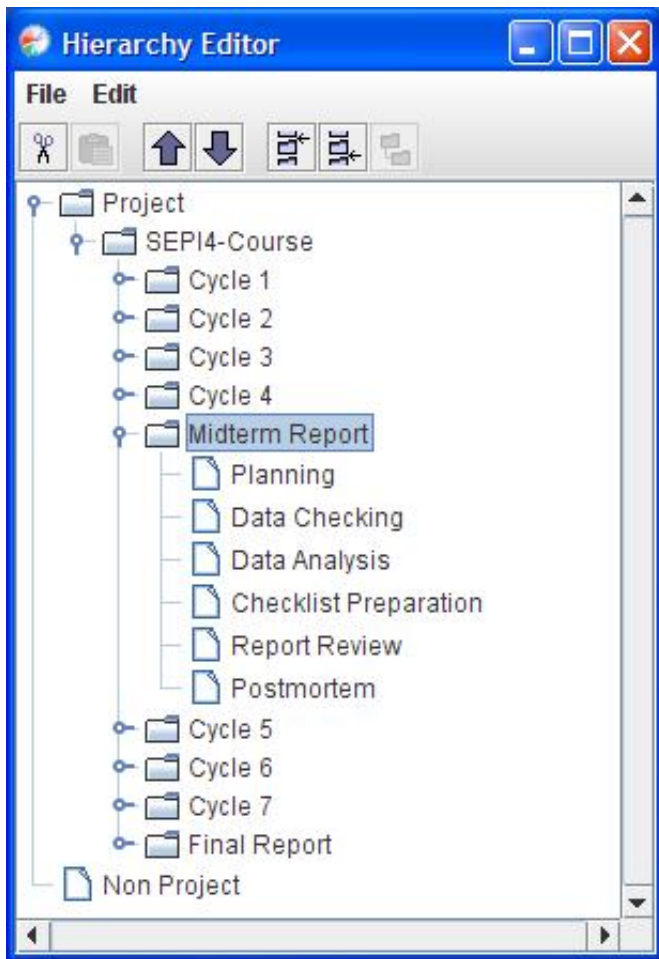 Hierarchy Editor
File Edit
Project
SEPI4-Course
Cycle 1
Cycle 2
Cycle 3
Cycle 4
Midterm Report
Planning
Data Checking
Data Analysis
Checklist Preparation
Report Review
Postmortem
Cycle 5
Cycle 6
Cycle 7
Final Report
Non Project